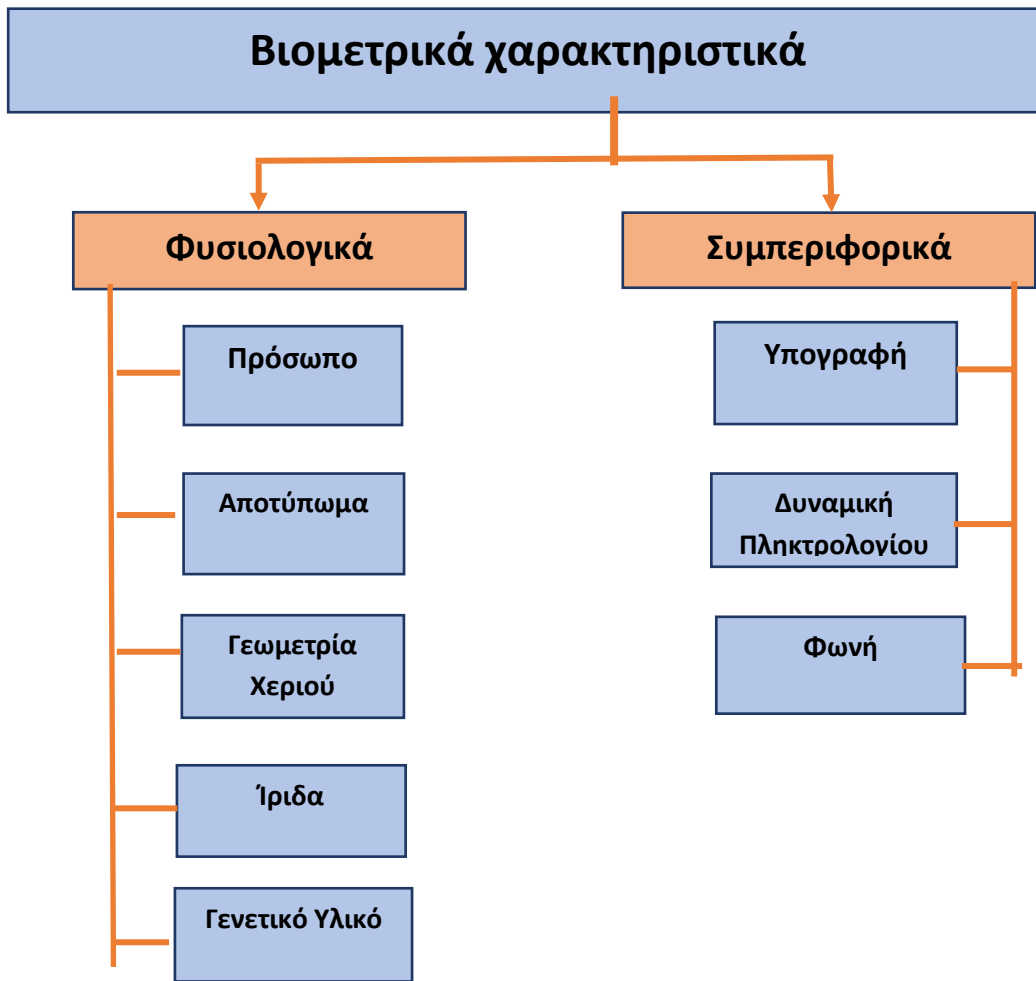 Βιομετρικά χαρακτηριστικά
Φυσιολογικά
Πρόσωπο
Αποτύπωμα
Γεωμετρία
Χεριού
Ίριδα
Γενετικό Υλικό
Συμπεριφορικά
Υπογραφή
Δυναμική
Πληκτρολογίου
Φωνή